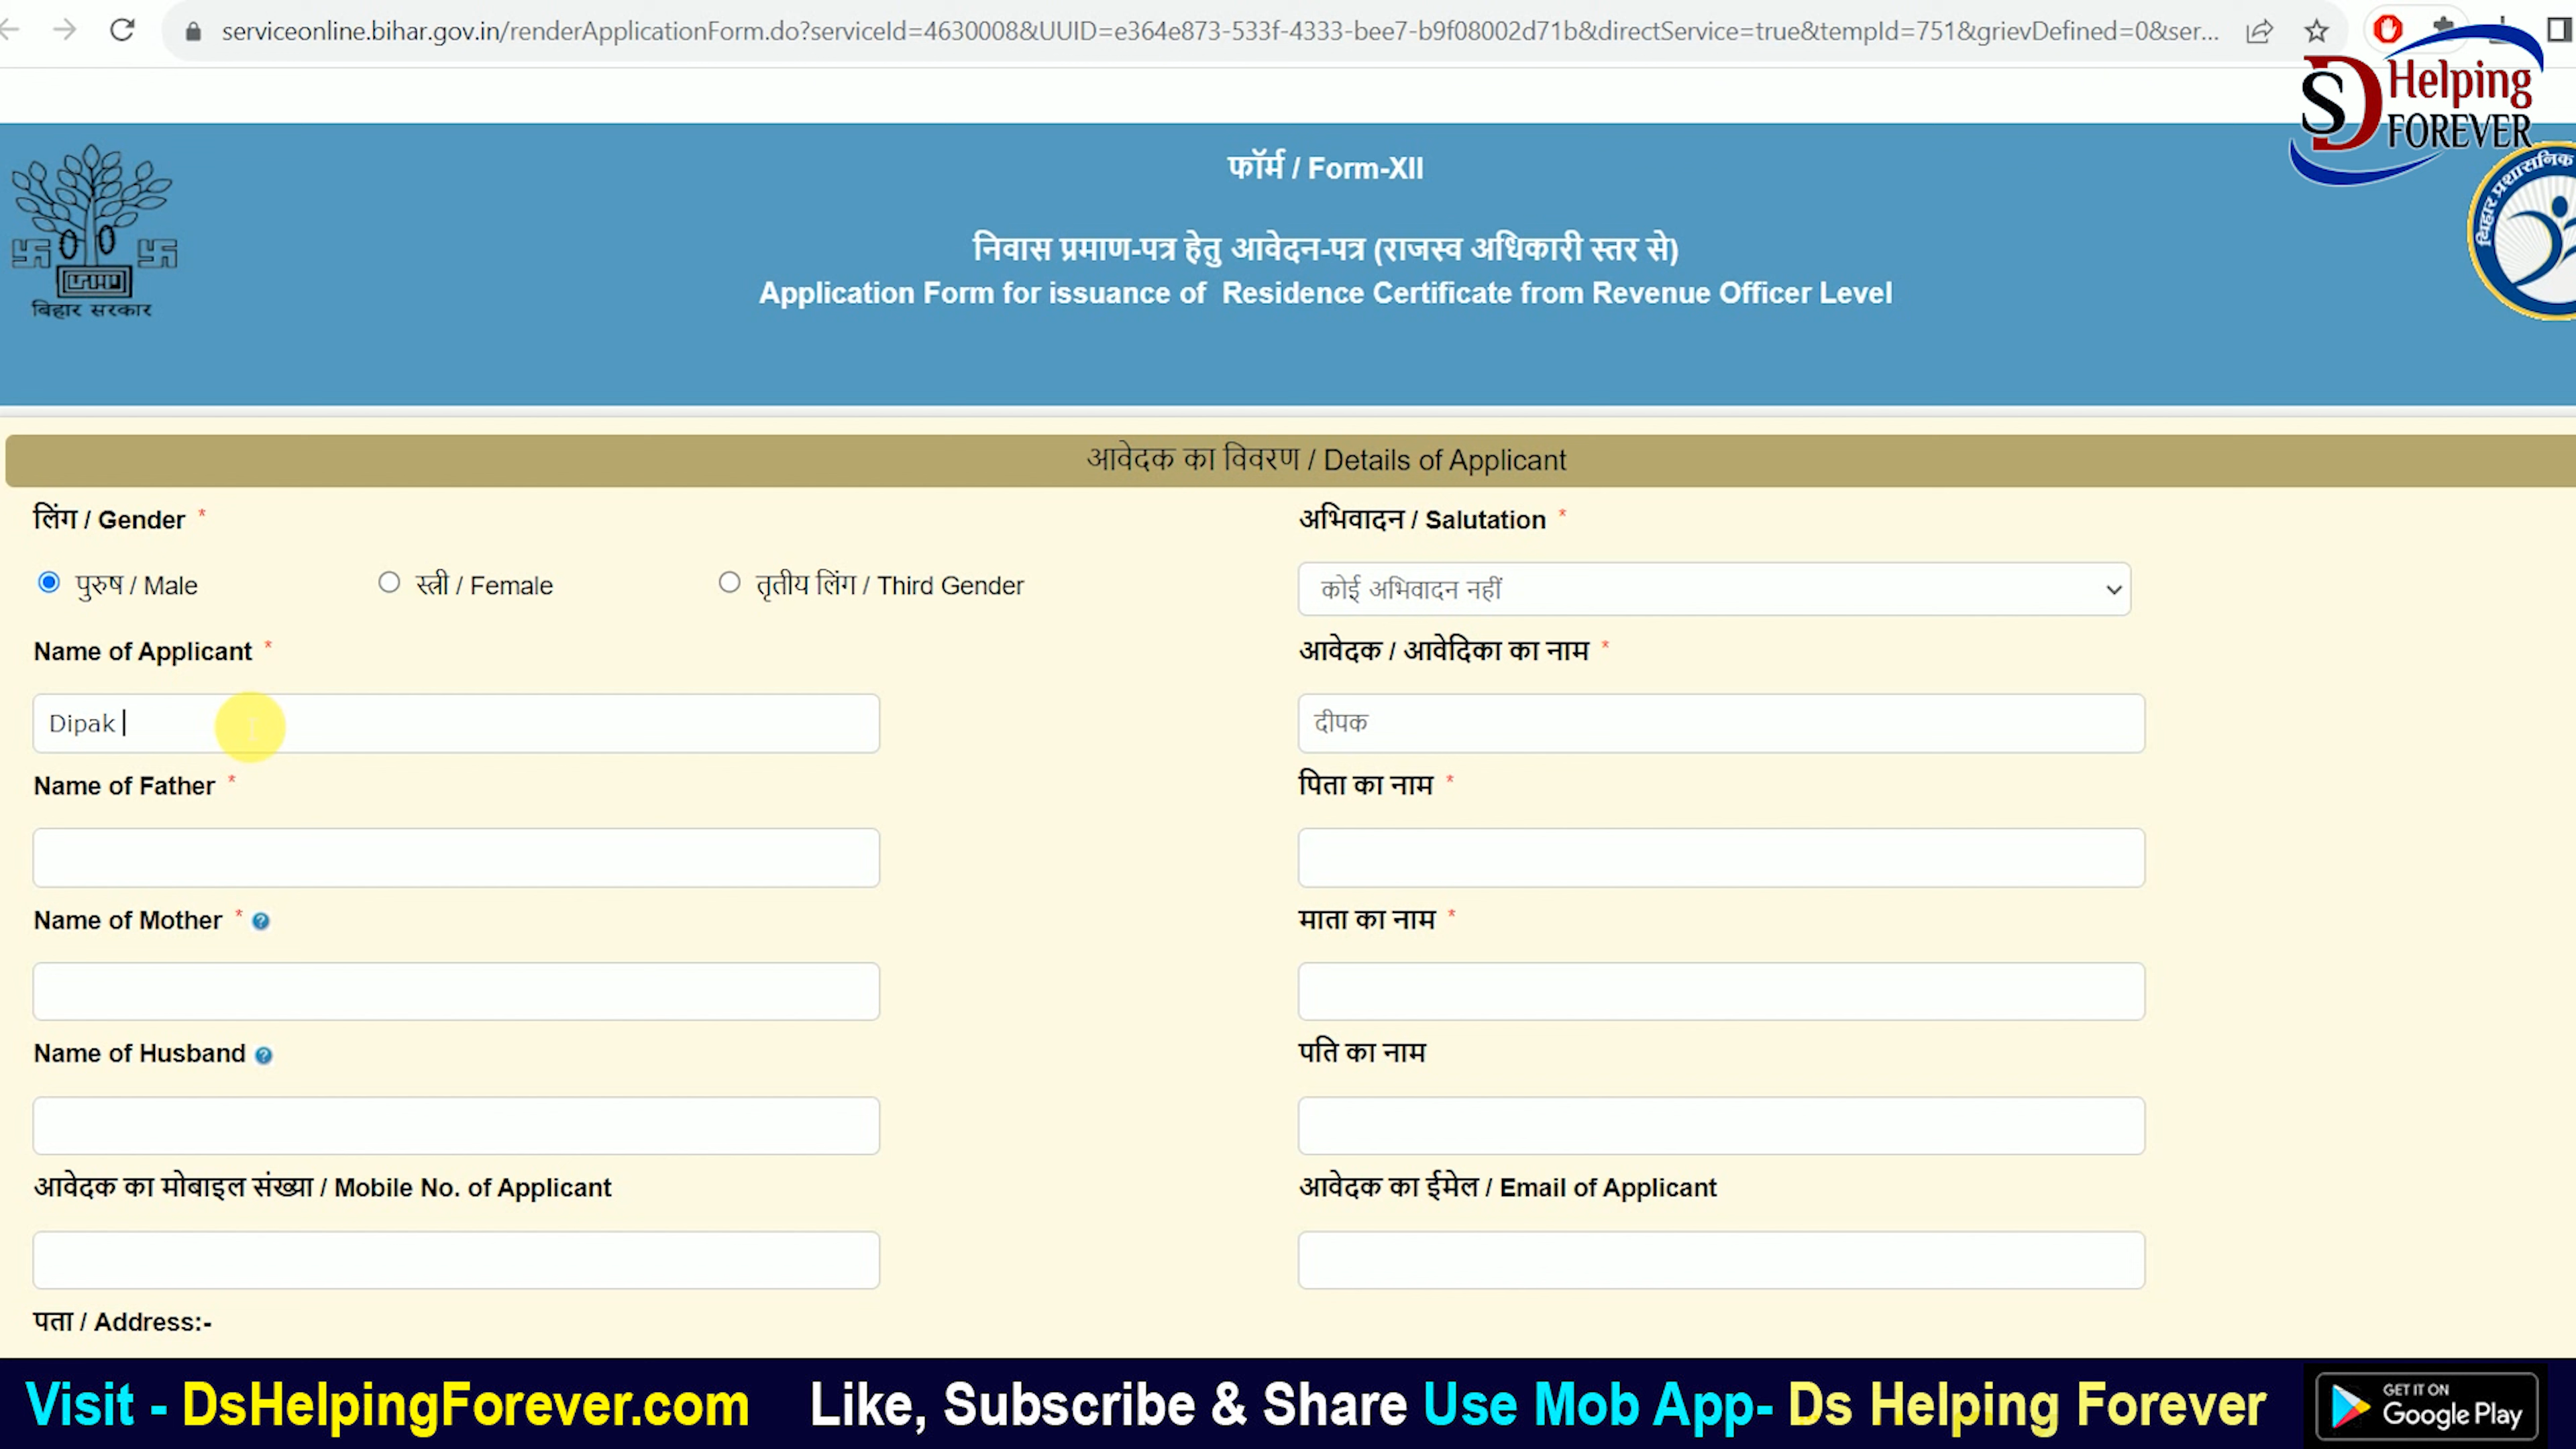 serviceonline.bihar.gov.in/renderApplicationForm.do?serviceId=4630008&UUID=e364e873-533f-4333-bee7-b9f08002d71b&directService=true&tempId=751&grievDefined=0&ser...
SD Helping
FOREVER
फॉर्म / Form-XII
निवास प्रमाण-पत्र हेतु आवेदन-पत्र (राजस्व अधिकारी स्तर से)
Application Form for issuance of Residence Certificate from Revenue Officer Level
बिहार सरकार
बिहार प्रशासनिक
आवेदक का विवरण / Details of Applicant
लिंग / Gender *
अभिवादन / Salutation *
पुरुष / Male
स्त्री / Female
तृतीय लिंग / Third Gender
कोई अभिवादन नहीं
Name of Applicant *
आवेदक / आवेदिका का नाम *
Dipak
दीपक
Name of Father *
पिता का नाम *
Name of Mother * ?
माता का नाम *
Name of Husband ?
पति का नाम
आवेदक का मोबाइल संख्या / Mobile No. of Applicant
आवेदक का ईमेल / Email of Applicant
पता / Address:-
Visit - DsHelpingForever.com Like, Subscribe & Share Use Mob App- Ds Helping Forever
GET IT ON
Google Play